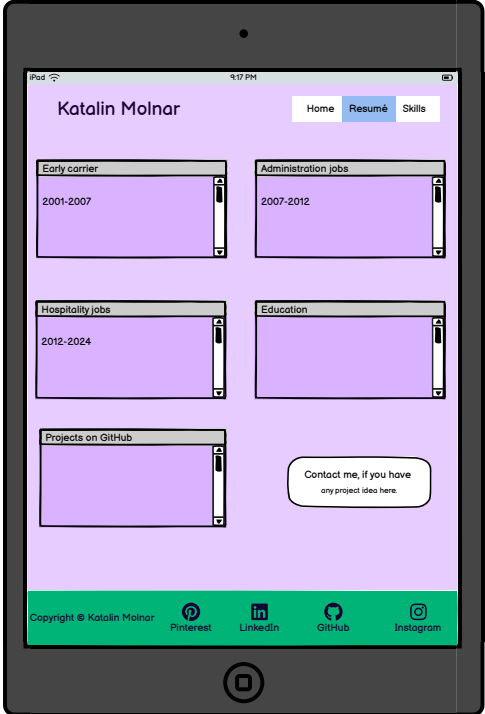 iPad 9:17 PM
Katalin Molnar
Home Resumé Skills
Early carrier
2001-2007
Administration jobs
2007-2012
Hospitality jobs
2012-2024
Education
Projects on GitHub
Contact me, if you have
any project idea here.
Copyright © Katalin Molnar
Pinterest
LinkedIn
GitHub
Instagram